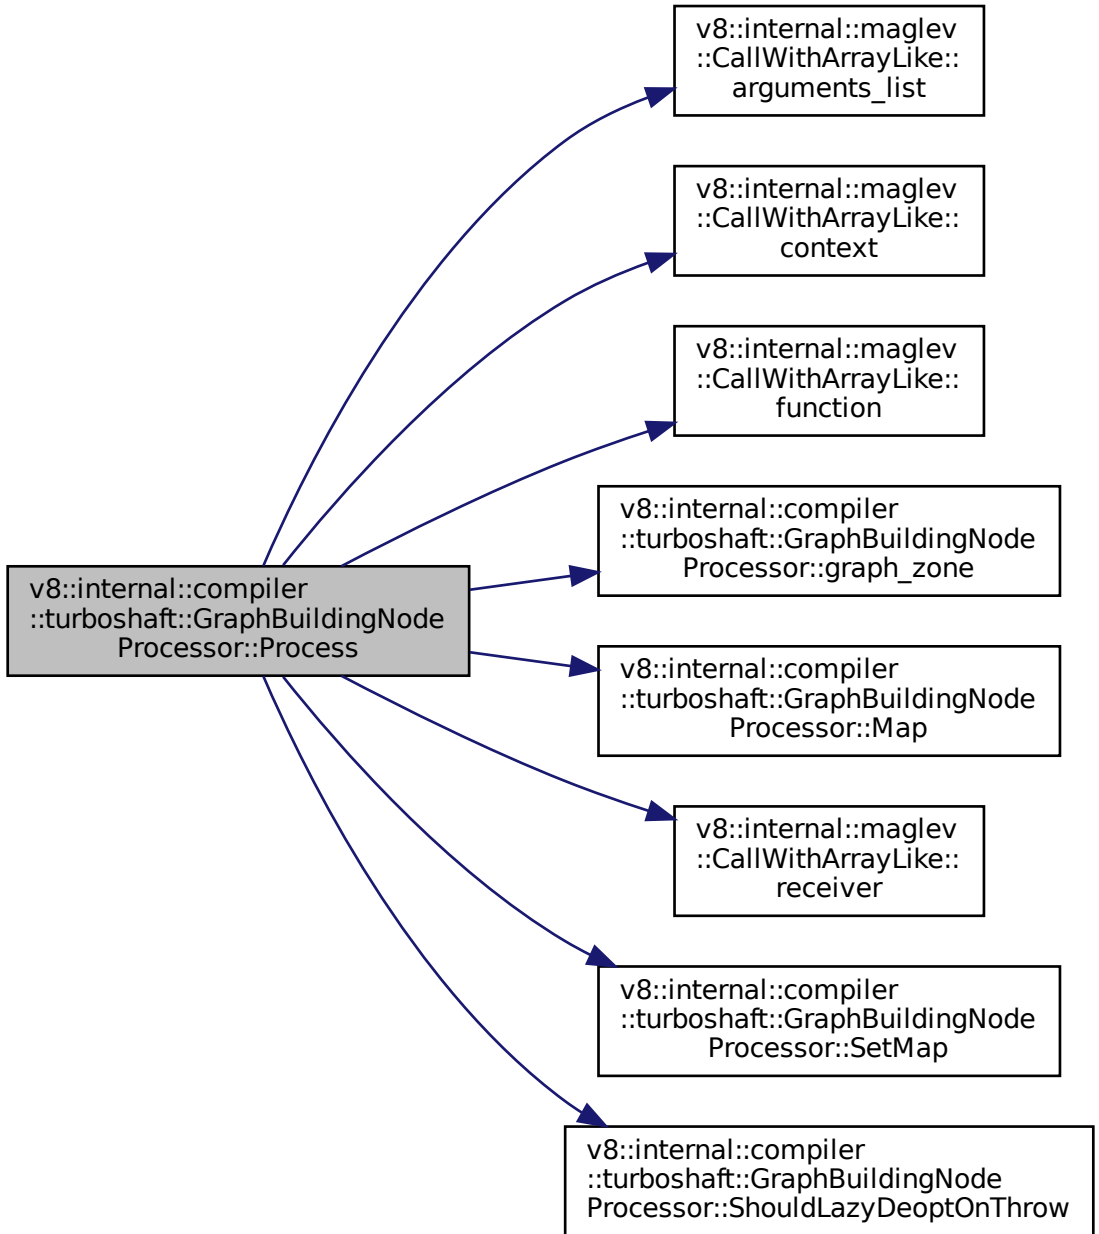 v8::internal::maglev
::CallWithArrayLike::
arguments_list
v8::internal::maglev
::CallWithArrayLike::
context
v8::internal::maglev
::CallWithArrayLike::
function
v8::internal::compiler
::turboshaft::GraphBuildingNode
Processor::graph_zone
v8::internal::compiler
::turboshaft::GraphBuildingNode
Processor::Process
v8::internal::compiler
::turboshaft::GraphBuildingNode
Processor::Map
v8::internal::maglev
::CallWithArrayLike::
receiver
v8::internal::compiler
::turboshaft::GraphBuildingNode
Processor::SetMap
v8::internal::compiler
::turboshaft::GraphBuildingNode
Processor::ShouldLazyDeoptOnThrow